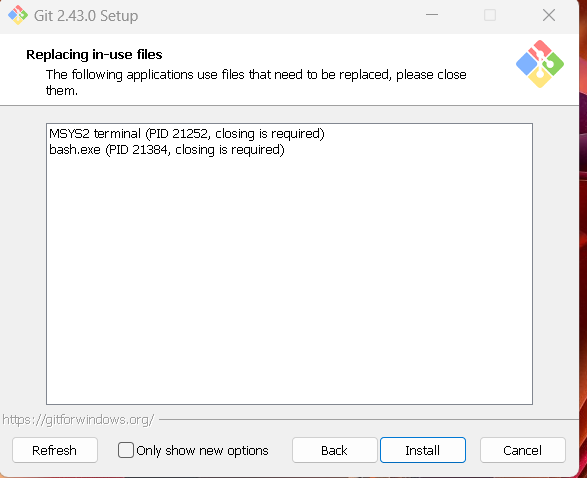 Git 2.43.0 Setup
Replacing in-use files
The following applications use files that need to be replaced, please close
them.
MSYS2 terminal (PID 21252, closing is required)
bash.exe (PID 21384, closing is required)
https://gitforwindows.org/
Refresh Only show new options Back Install Cancel